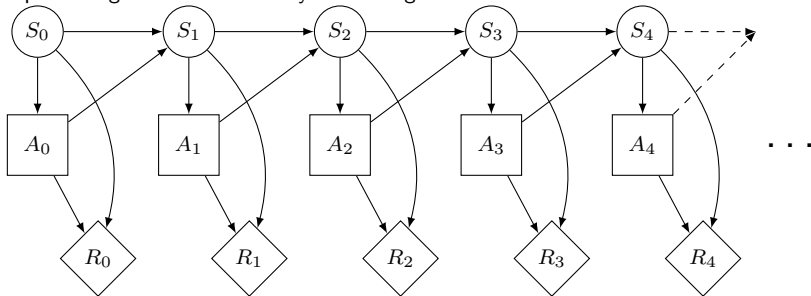 S0 S1 S2 S3 S4
A0 A1 A2 A3 A4 . . .
R0 R1 R2 R3 R4